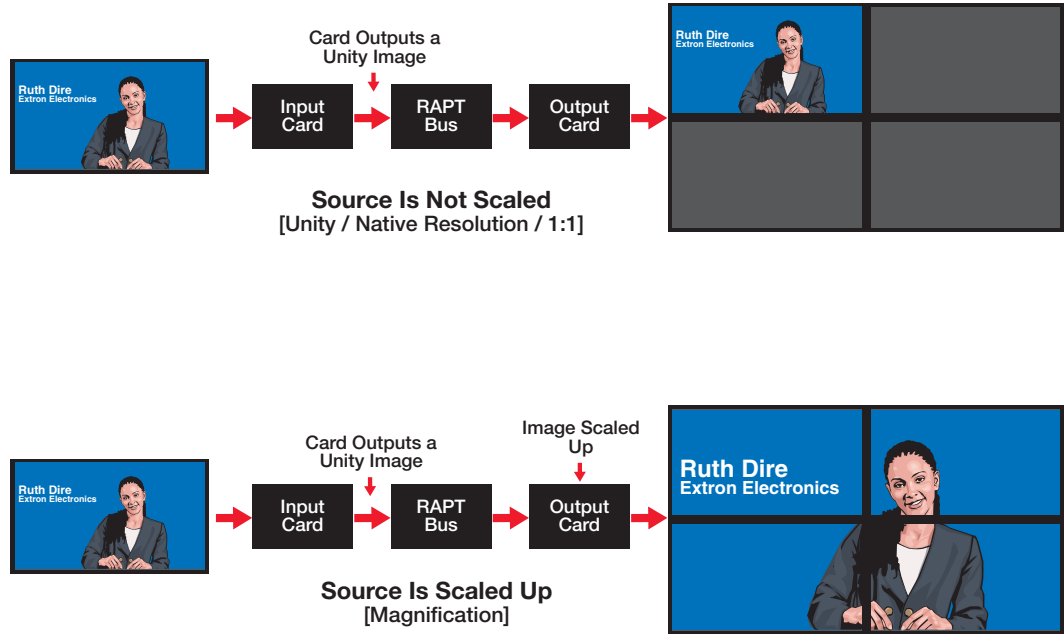 Card Outputs a
Unity Image
Ruth Dire
Extron Electronics
Input
Card
RAPT
Bus
Output
Card
Ruth Dire
Extron Electronics
Source Is Not Scaled
[Unity / Native Resolution / 1:1]
Card Outputs a
Unity Image
Image Scaled
Up
Ruth Dire
Extron Electronics
Input
Card
RAPT
Bus
Output
Card
Ruth Dire
Extron Electronics
Source Is Scaled Up
[Magnification]